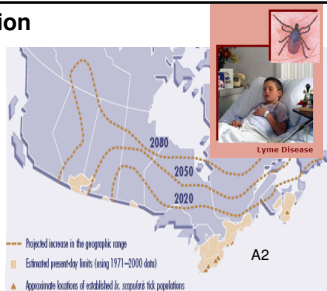 ion
Lyme Disease
2080
2050
2020
A2
Projected increase in the geographic range
Estimated present-day limits (using 1971–2000 data)
Approximate locations of established Ix. scapularis tick populations